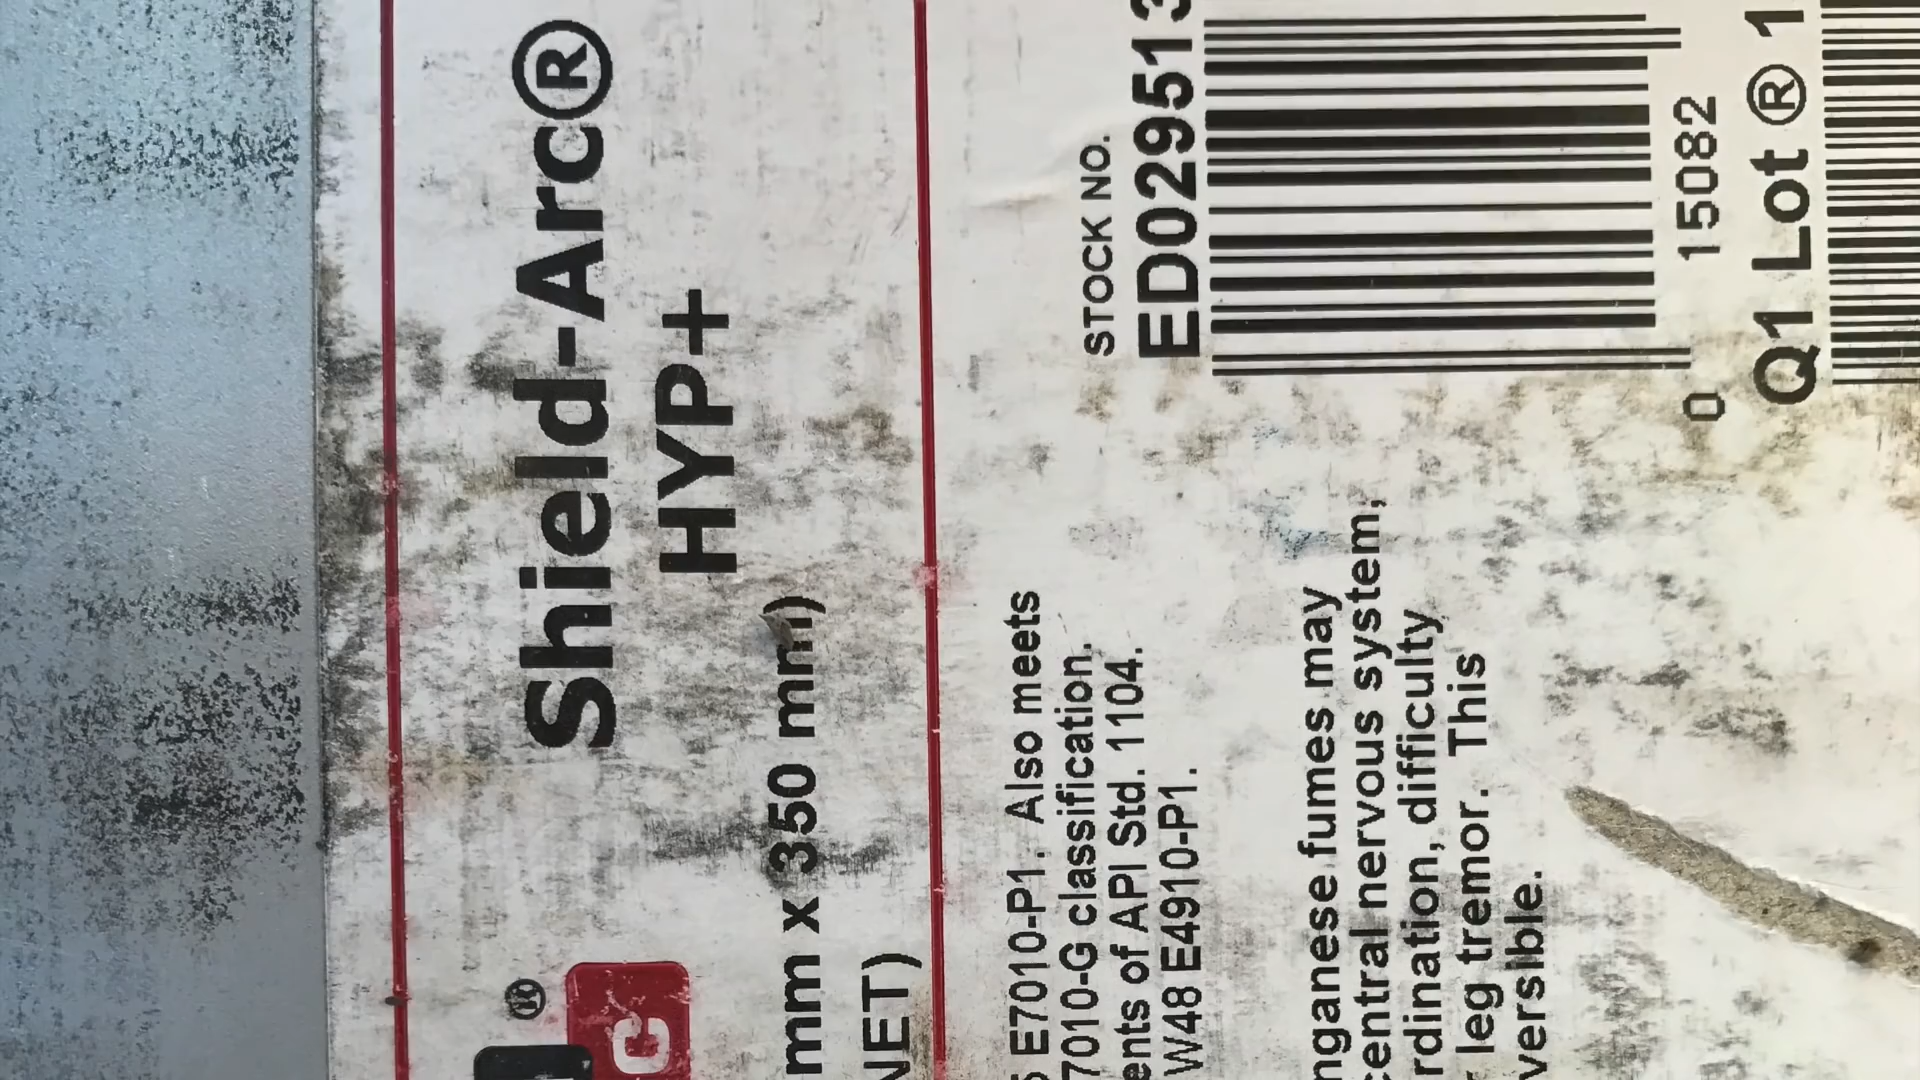 Shield-Arc®
HYP+
mm x 350 mm)
NET)
®
c
E7010-P1. Also meets
7010-G classification.
ents of API Std. 1104.
W48 E4910-P1.
STOCK NO.
ED029513
0 15082
Q1 Lot ® 1
nganese fumes may
central nervous system,
rdination, difficulty
leg tremor. This
versible.